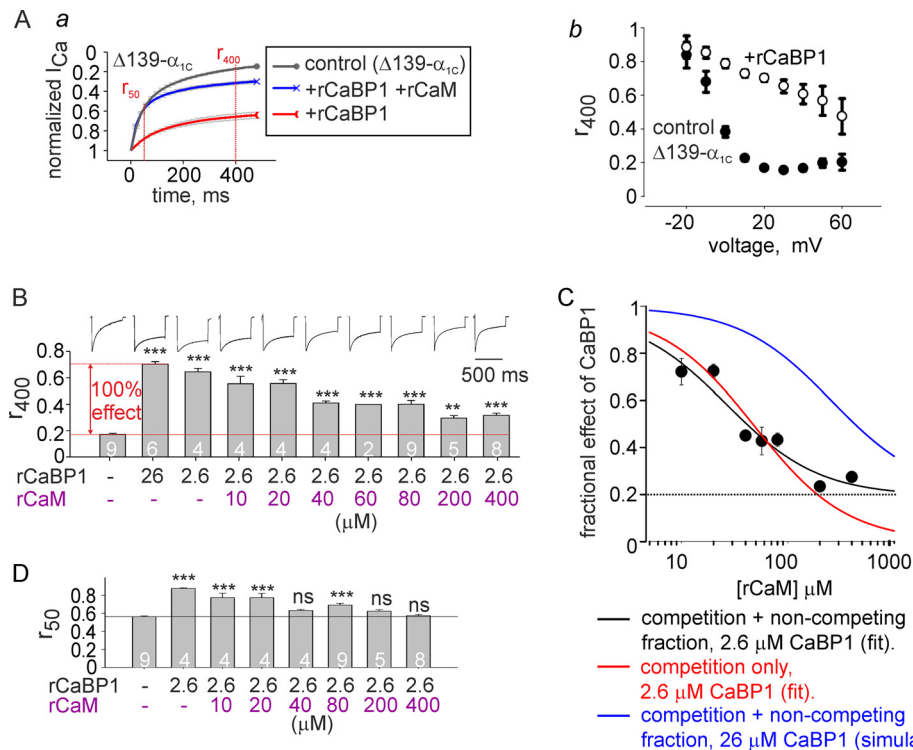 A a
normalized I Ca
0
0.2
0.4
0.6
0.8
1
Δ139-α1C
r50
r400
control (Δ139-α1C)
+rCaBP1 +rCaM
+rCaBP1
0 200 400
time, ms
b
r400
1
0.8
0.6
0.4
0.2
0
+rCaBP1
control
Δ139-α1C
-20 20 60
voltage, mV
B
r400
0.8
0.6
0.4
0.2
0
100%
effect
*** *** *** *** *** *** *** ** ***
500 ms
9 6 4 4 4 4 2 9 5 8
rCaBP1 - 26 2.6 2.6 2.6 2.6 2.6 2.6 2.6 2.6
rCaM - - - 10 20 40 60 80 200 400
(μM)
C
fractional effect of CaBP1
1
0.8
0.6
0.4
0.2
0
10 100 1000
[rCaM] μM
competition + non-competing
fraction, 2.6 μM CaBP1 (fit).
competition only,
2.6 μM CaBP1 (fit).
competition + non-competing
fraction, 26 μM CaBP1 (simula
D
r50
0.8
0.6
0.4
0.2
0
*** *** *** ns *** ns ns
9 4 4 4 4 9 5 8
rCaBP1 - 2.6 2.6 2.6 2.6 2.6 2.6 2.6
rCaM - - 10 20 40 80 200 400
(μM)